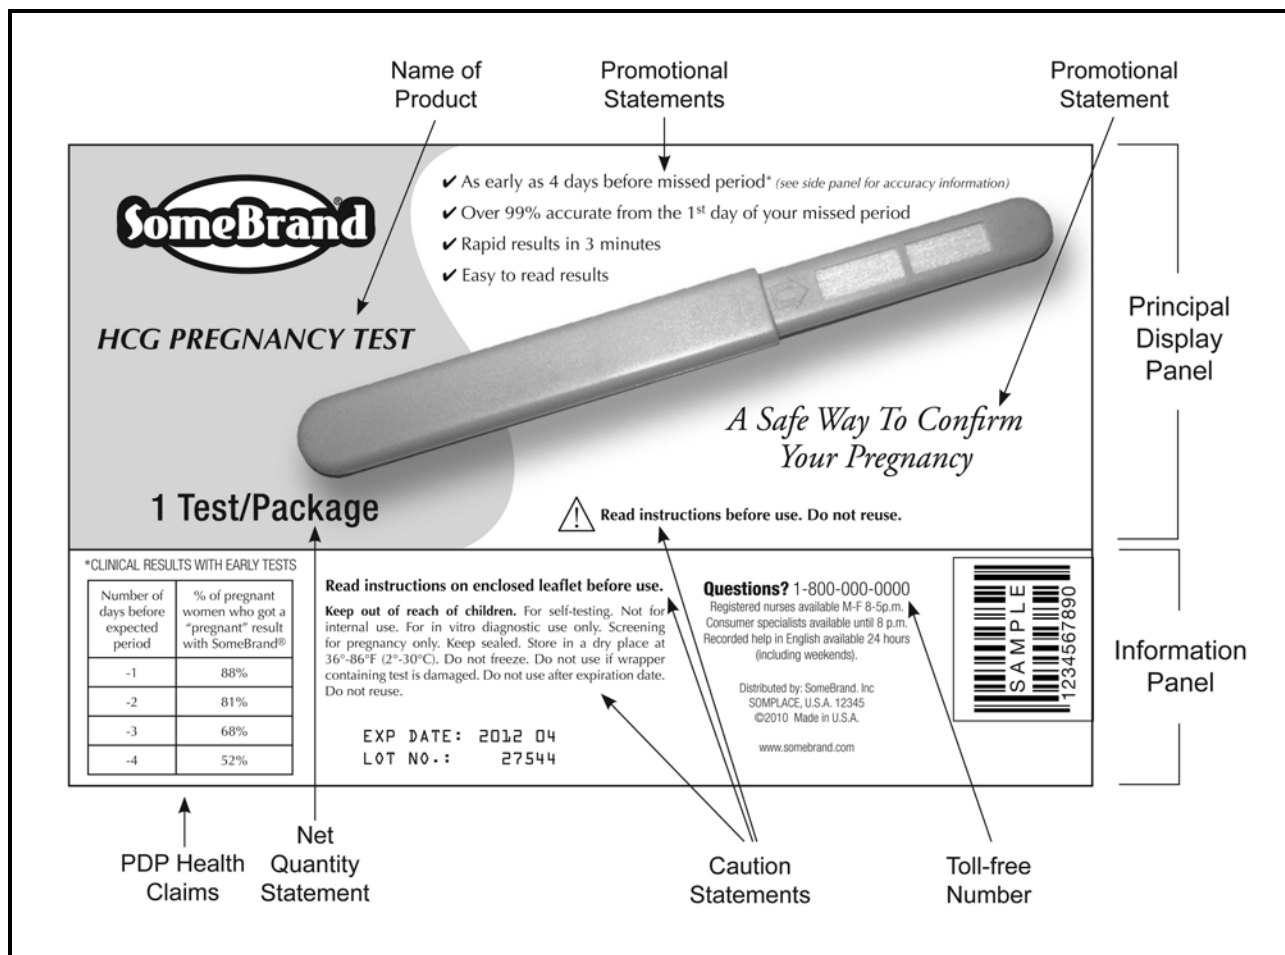 Name of
Product
Promotional
Statements
Promotional
Statement
SomeBrand®
HCG PREGNANCY TEST
✔ As early as 4 days before missed period* (see side panel for accuracy information)
✔ Over 99% accurate from the 1st day of your missed period
✔ Rapid results in 3 minutes
✔ Easy to read results
A Safe Way To Confirm
Your Pregnancy
1 Test/Package
Read instructions before use. Do not reuse.
Principal
Display
Panel
*CLINICAL RESULTS WITH EARLY TESTS
Number of
days before
expected
period
% of pregnant
women who got a
“pregnant” result
with SomeBrand®
-1 88%
-2 81%
-3 68%
-4 52%
Read instructions on enclosed leaflet before use.
Keep out of reach of children. For self-testing. Not for
internal use. For in vitro diagnostic use only. Screening
for pregnancy only. Keep sealed. Store in a dry place at
36°-86°F (2°-30°C). Do not freeze. Do not use if wrapper
containing test is damaged. Do not use after expiration date.
Do not reuse.
EXP DATE: 2012 04
LOT NO.: 27544
Questions? 1-800-000-0000
Registered nurses available M-F 8-5p.m.
Consumer specialists available until 8 p.m.
Recorded help in English available 24 hours
(including weekends).
Distributed by: SomeBrand. Inc
SOMPLACE, U.S.A. 12345
©2010 Made in U.S.A.
www.somebrand.com
SAMPLE
1234567890
Information
Panel
PDP Health
Claims
Net
Quantity
Statement
Caution
Statements
Toll-free
Number